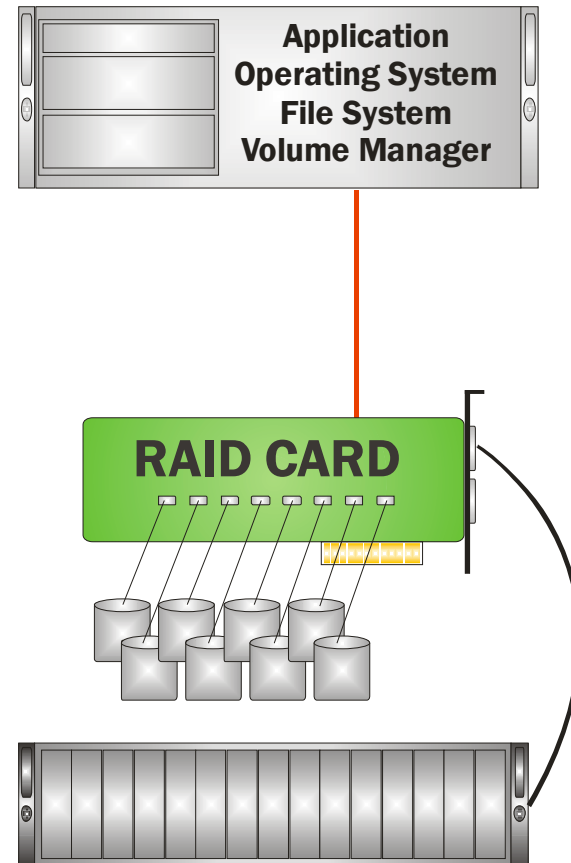 Application
Operating System
File System
Volume Manager
RAID CARD